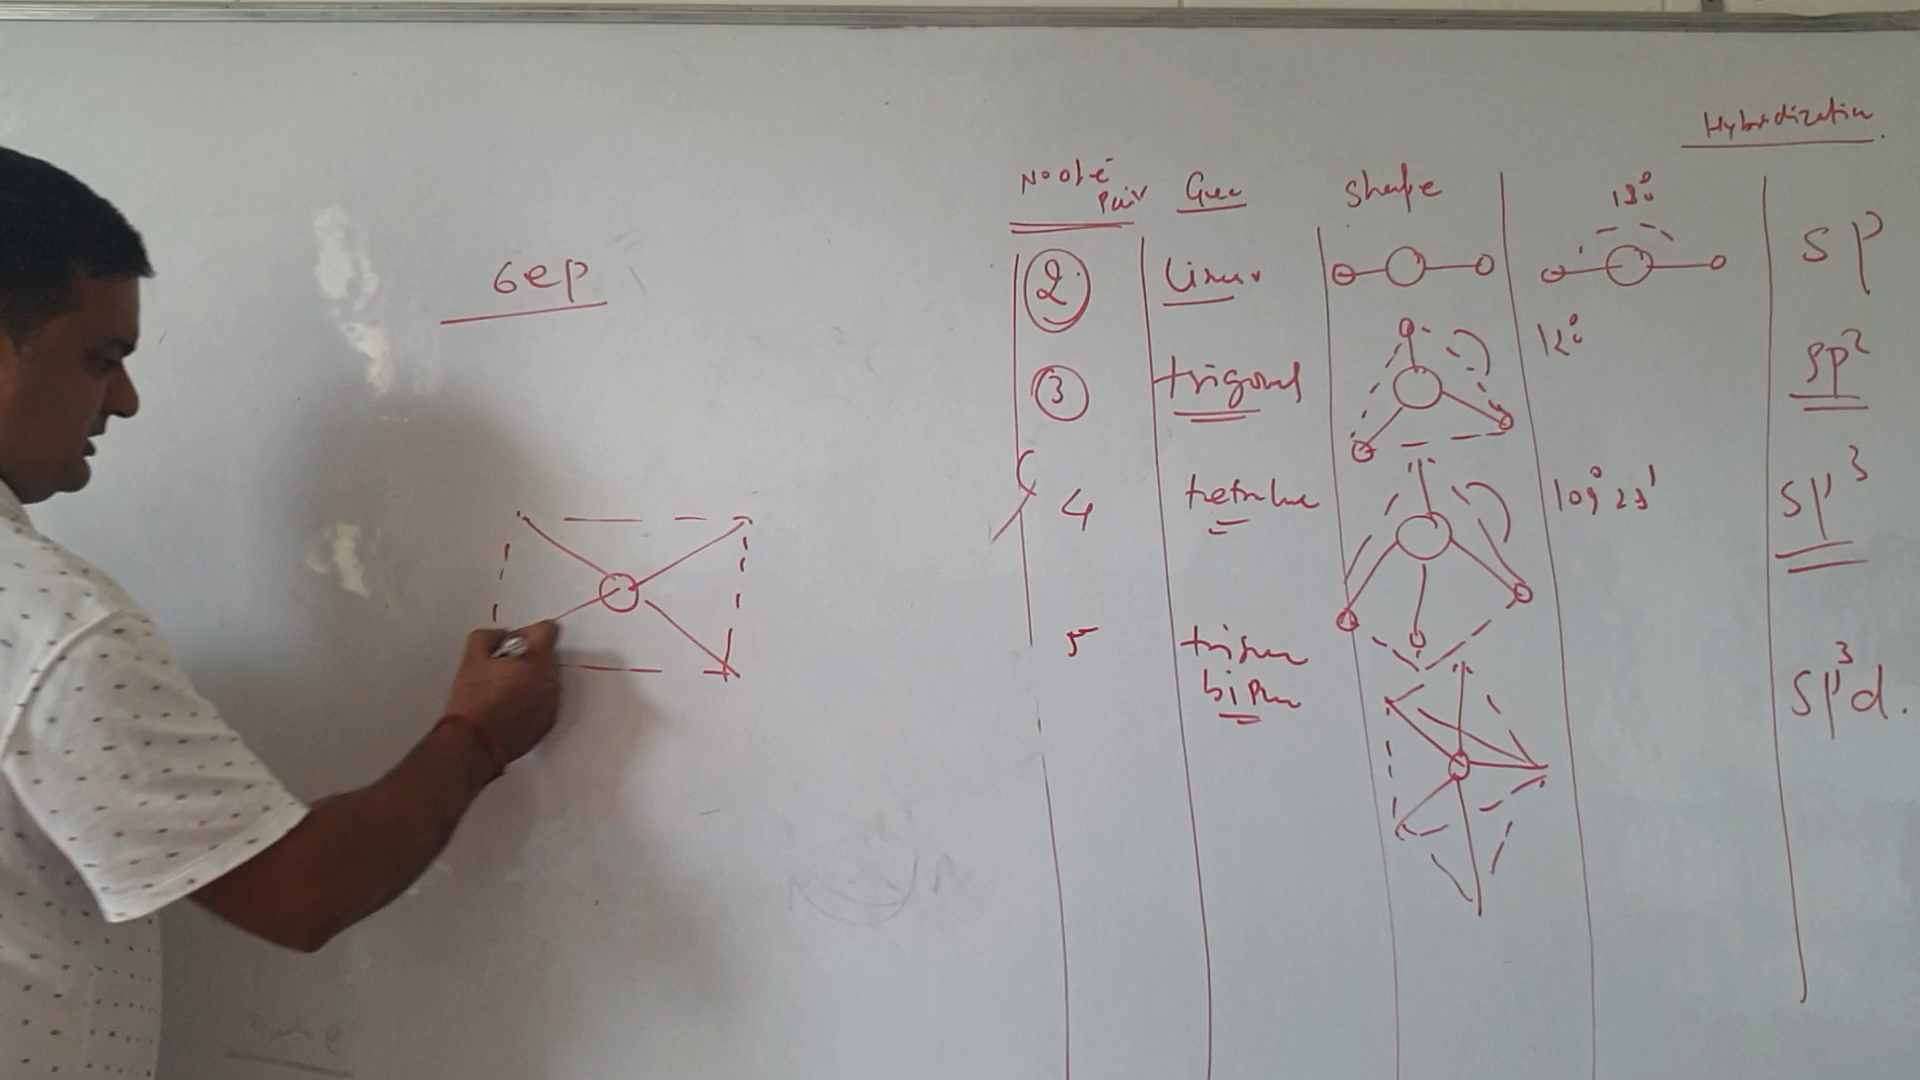 Hybridization
No of e⁻ Pair Geo Shape 180°
6ep
2 Linear SP
3 trigonal 120° SP²
4 tetrahe 109° 28' SP³
5 trigon SP³d.
bipy